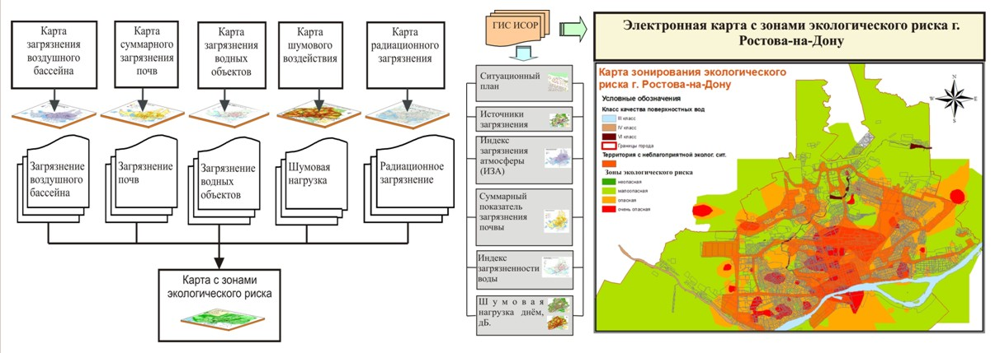 Карта
загрязнения
воздушного
бассейна
Карта
суммарного
загрязнения
почв
Карта
загрязнения
водных
объектов
Карта
шумового
воздействия
Карта
радиационного
загрязнения
Загрязнение
воздушного
бассейна
Загрязнение
почв
Загрязнение
водных
объектов
Шумовая
нагрузка
Радиационное
загрязнение
Карта с зонами
экологического риска
ГИС ИСОР
Ситуационный
план
Источники
загрязнения
Индекс
загрязнения
атмосферы
(ИЗА)
Суммарный
показатель
загрязнения
почвы
Индекс
загрязненности
воды
Шумовая
нагрузка днём,
дБ.
Электронная карта с зонами экологического риска г.
Ростова-на-Дону
Карта зонирования экологического
риска г. Ростова-на-Дону
Условные обозначения
Класс качества поверхностных вод
III класс
IV класс
VI класс
Границы города
Территория с неблагоприятной эколог. сит.
Зоны экологического риска
неопасная
малоопасная
опасная
очень опасная
N
W
E
S